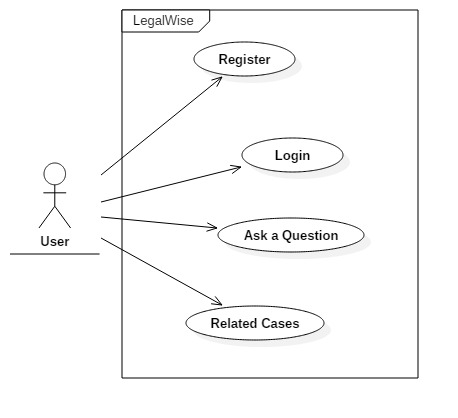 LegalWise
Register
Login
User
Ask a Question
Related Cases